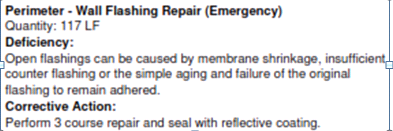 Perimeter - Wall Flashing Repair (Emergency)
Quantity: 117 LF
Deficiency:
Open flashings can be caused by membrane shrinkage, insufficient
counter flashing or the simple aging and failure of the original
flashing to remain adhered.
Corrective Action:
Perform 3 course repair and seal with reflective coating.